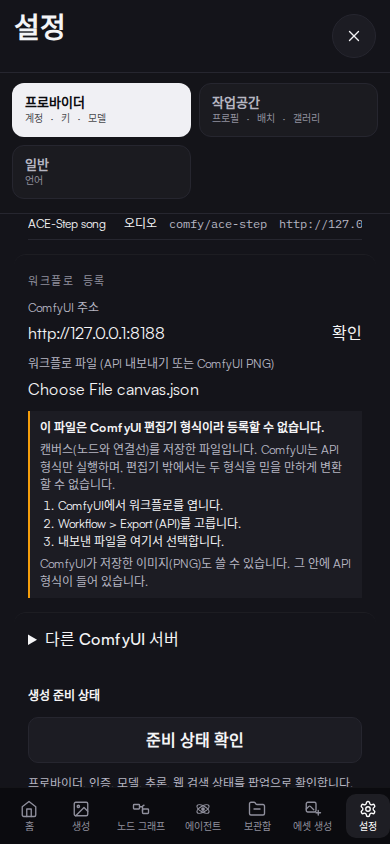 설정
프로바이더
계정 · 키 · 모델
작업공간
프로필 · 배치 · 갤러리
일반
언어
ACE-Step song 오디오 comfy/ace-step http://127.0
워크플로 등록
ComfyUI 주소
http://127.0.0.1:8188 확인
워크플로 파일 (API 내보내기 또는 ComfyUI PNG)
Choose File canvas.json
이 파일은 ComfyUI 편집기 형식이라 등록할 수 없습니다.
캔버스(노드와 연결선)를 저장한 파일입니다. ComfyUI는 API
형식만 실행하며, 편집기 밖에서는 두 형식을 믿을 만하게 변환
할 수 없습니다.
1. ComfyUI에서 워크플로를 엽니다.
2. Workflow > Export (API)를 고릅니다.
3. 내보낸 파일을 여기서 선택합니다.
ComfyUI가 저장한 이미지(PNG)도 쓸 수 있습니다. 그 안에 API
형식이 들어 있습니다.
▶ 다른 ComfyUI 서버
생성 준비 상태
준비 상태 확인
프로바이더, 인증, 모델, 추론, 웹 검색 상태를 팝업으로 확인합니다.
홈
생성
노드 그래프
에이전트
보관함
에셋 생성
설정